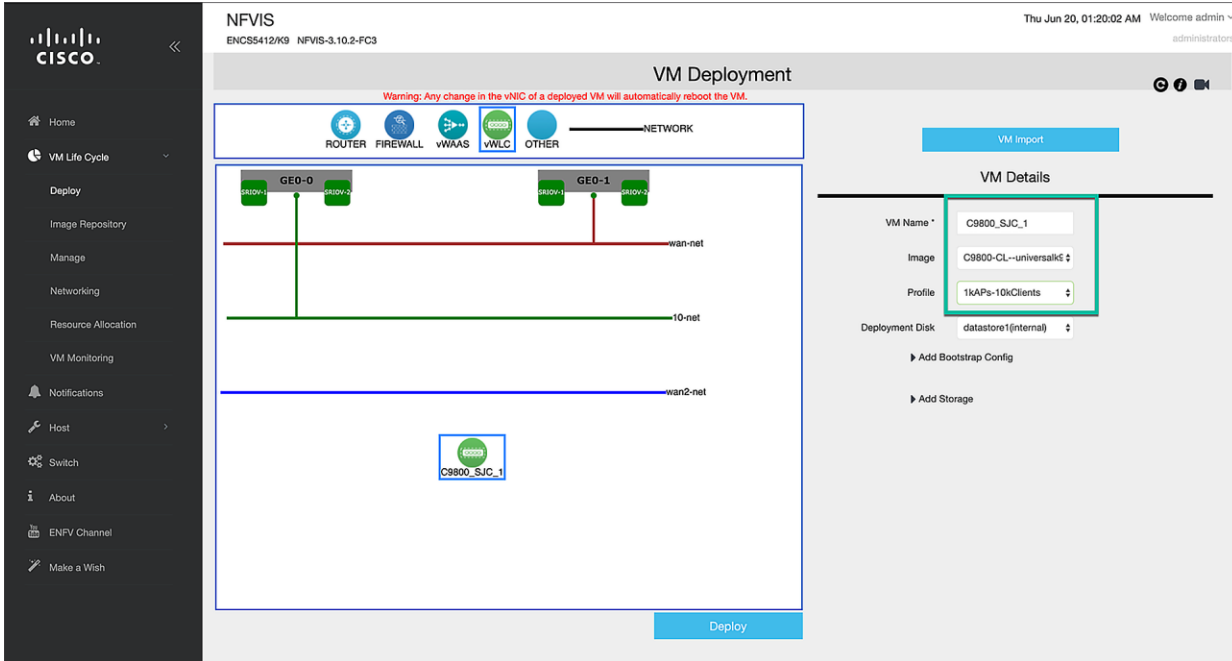 CISCO
NFVIS
ENCS5412/K9 NFVIS-3.10.2-FC3
Thu Jun 20, 01:20:02 AM Welcome admin
administrators
Home
VM Life Cycle
Deploy
Image Repository
Manage
Networking
Resource Allocation
VM Monitoring
Notifications
Host
Switch
About
ENFV Channel
Make a Wish
VM Deployment
Warning: Any change in the vNIC of a deployed VM will automatically reboot the VM.
ROUTER FIREWALL vWAAS vWLC OTHER NETWORK
GE0-0
SRIOV-1 SRIOV-2
GE0-1
SRIOV-1 SRIOV-2
wan-net
10-net
wan2-net
C9800_SJC_1
Deploy
VM Import
VM Details
VM Name * C9800_SJC_1
Image C9800-CL--universalk9
Profile 1kAPs-10kClients
Deployment Disk datastore1(internal)
Add Bootstrap Config
Add Storage